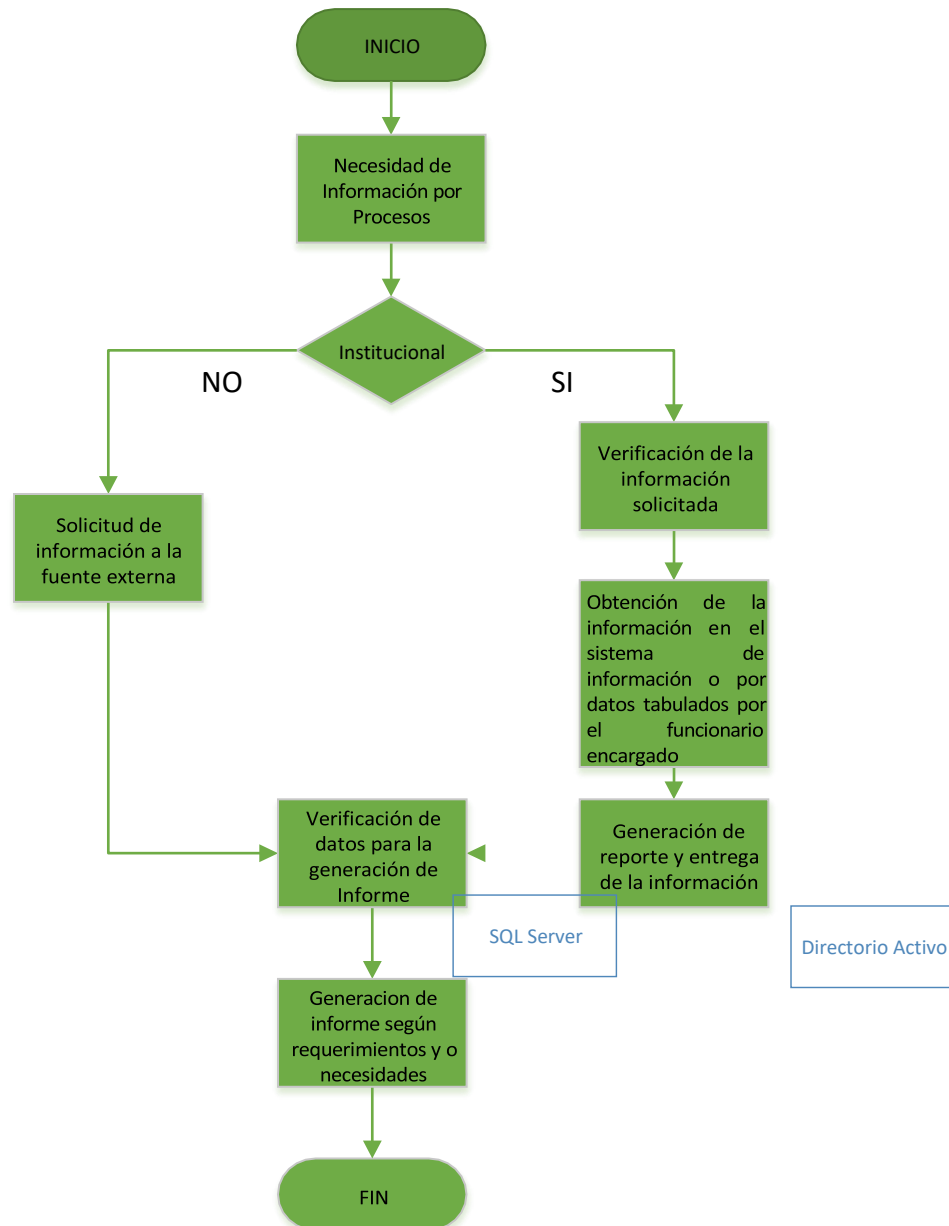 INICIO
Necesidad de
Información por
Procesos
Institucional
NO
SI
Verificación de la
información
solicitada
Solicitud de
información a la
fuente externa
Obtención de la
información en el
sistema de
información o por
datos tabulados por
el funcionario
encargado
Verificación de
datos para la
generación de
Informe
Generación de
reporte y entrega
de la información
SQL Server
Directorio Activo
Generacion de
informe según
requerimientos y o
necesidades
FIN